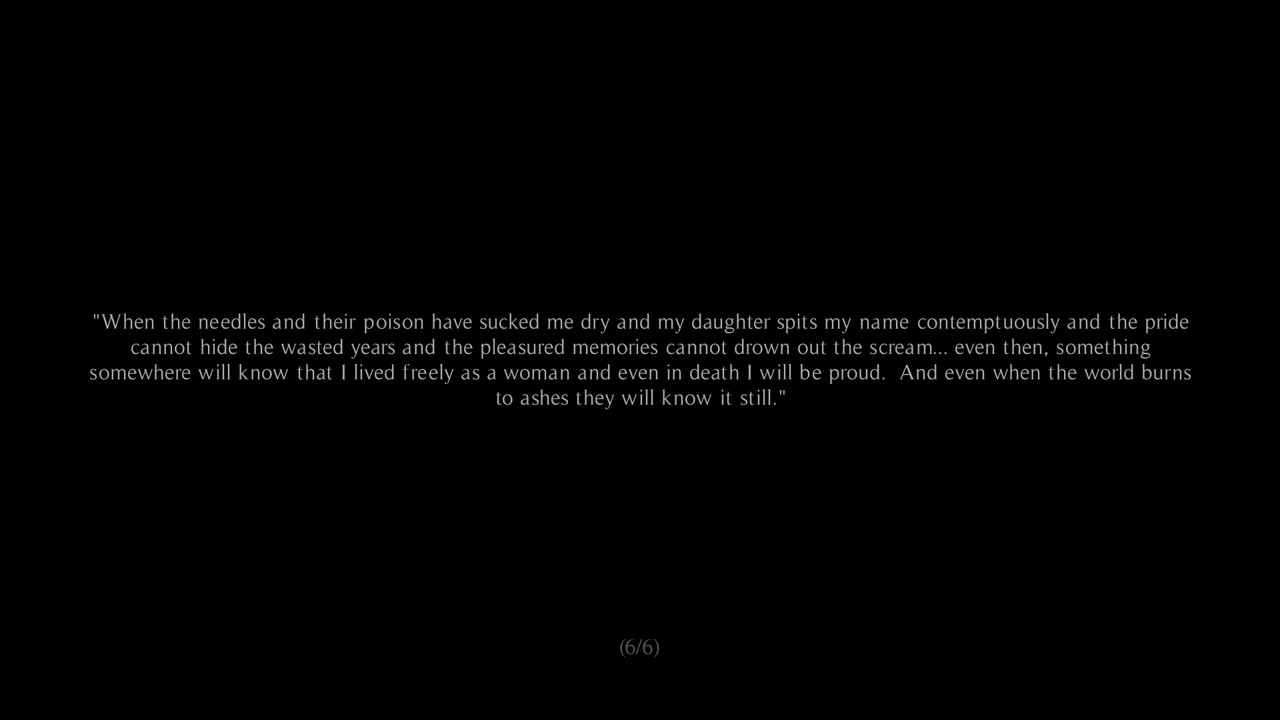 "When the needles and their poison have sucked me dry and my daughter spits my name contemptuously and the pride
cannot hide the wasted years and the pleasured memories cannot drown out the scream... even then, something
somewhere will know that I lived freely as a woman and even in death I will be proud.  And even when the world burns
to ashes they will know it still."
(6/6)